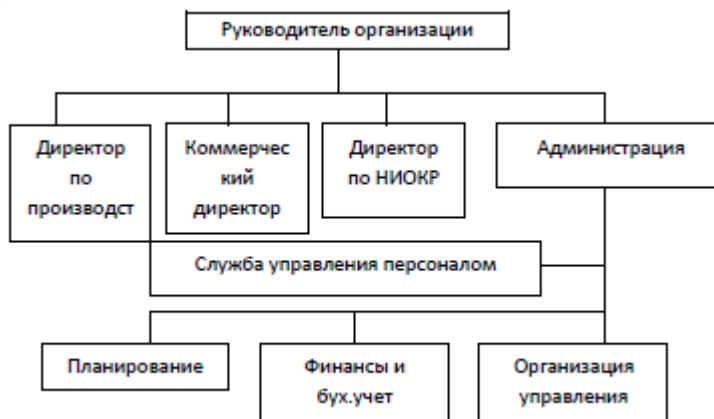 Руководитель организации
Директор
по
производст
Коммерчес
кий
директор
Директор
по НИОКР
Администрация
Служба управления персоналом
Планирование
Финансы и
бух.учет
Организация
управления